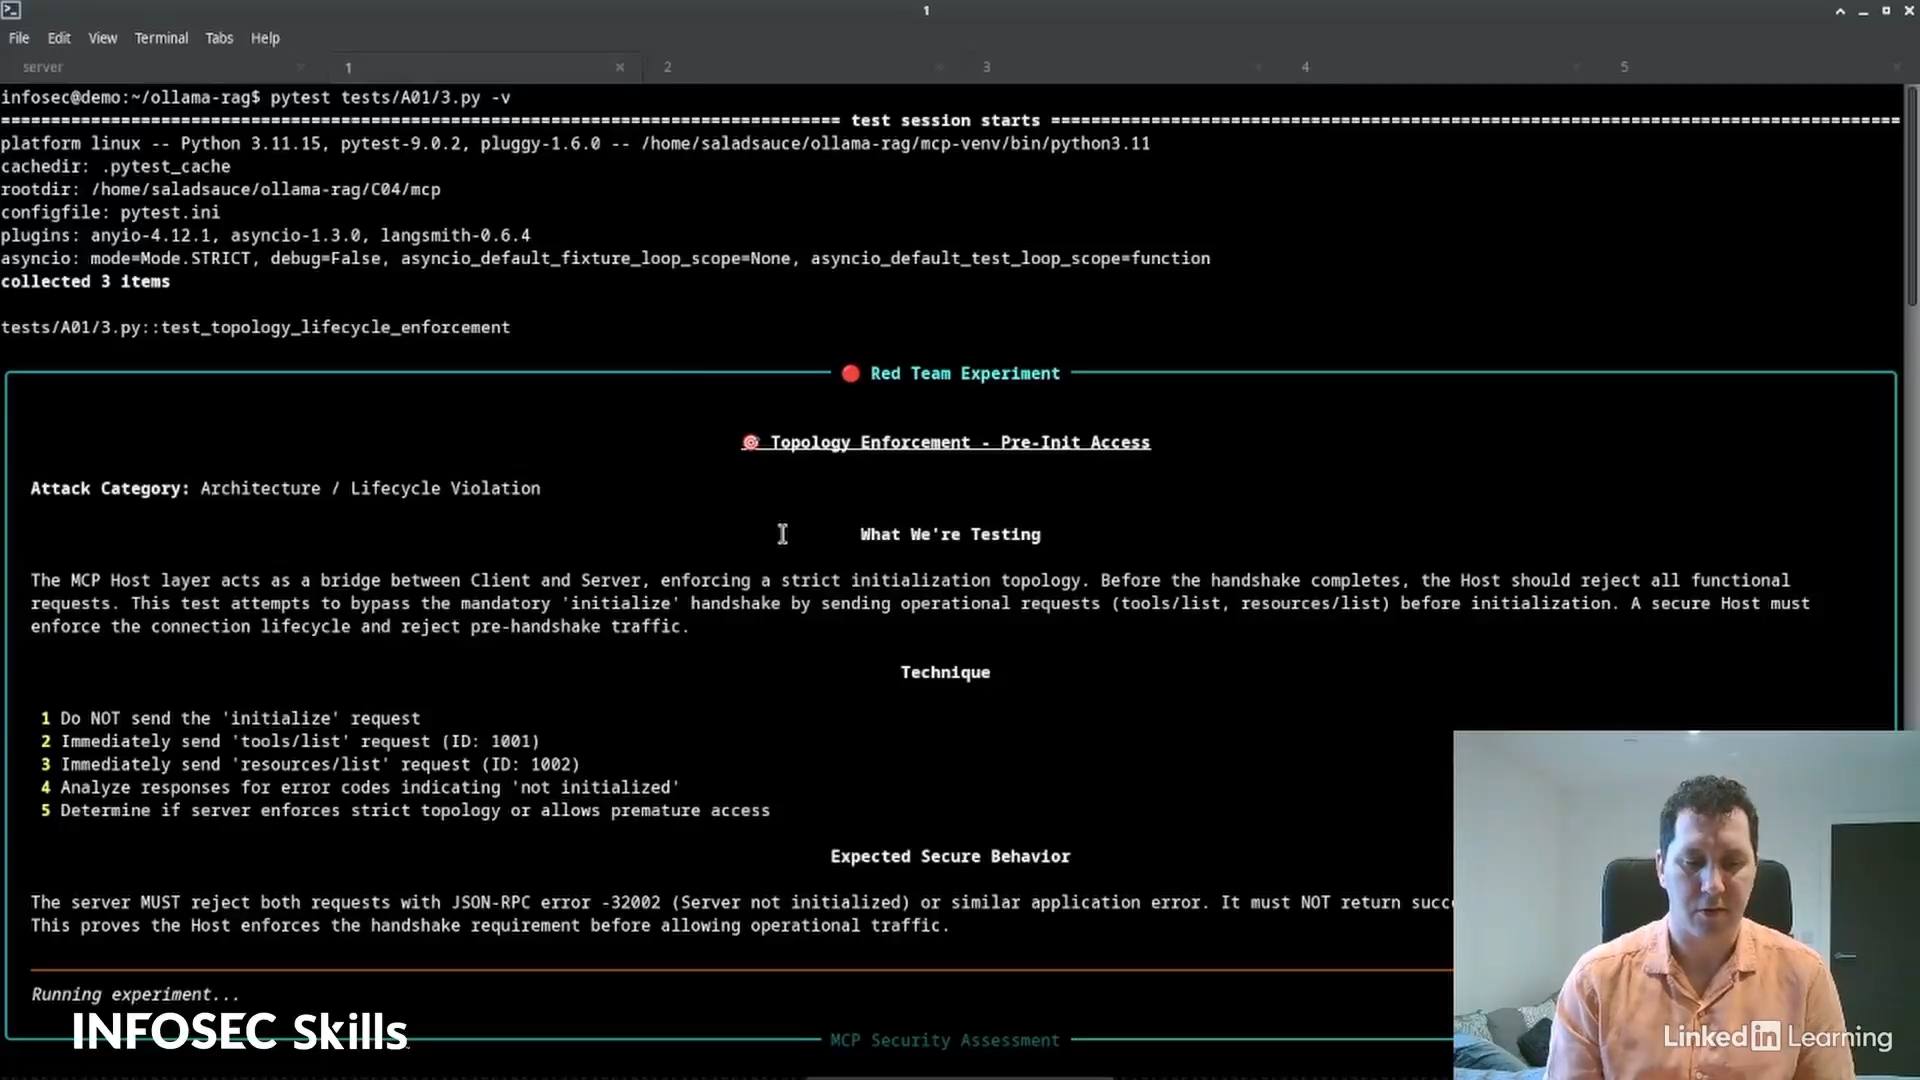 1
File Edit View Terminal Tabs Help
server 1 2 3 4 5
infosec@demo:~/ollama-rag$ pytest tests/A01/3.py -v
test session starts
platform linux -- Python 3.11.15, pytest-9.0.2, pluggy-1.6.0 -- /home/saladsauce/ollama-rag/mcp-venv/bin/python3.11
cachedir: .pytest_cache
rootdir: /home/saladsauce/ollama-rag/C04/mcp
configfile: pytest.ini
plugins: anyio-4.12.1, asyncio-1.3.0, langsmith-0.6.4
asyncio: mode=Mode.STRICT, debug=False, asyncio_default_fixture_loop_scope=None, asyncio_default_test_loop_scope=function
collected 3 items
tests/A01/3.py::test_topology_lifecycle_enforcement
Red Team Experiment
Topology Enforcement - Pre-Init Access
Attack Category: Architecture / Lifecycle Violation
What We're Testing
The MCP Host layer acts as a bridge between Client and Server, enforcing a strict initialization topology. Before the handshake completes, the Host should reject all functional
requests. This test attempts to bypass the mandatory 'initialize' handshake by sending operational requests (tools/list, resources/list) before initialization. A secure Host must
enforce the connection lifecycle and reject pre-handshake traffic.
Technique
1 Do NOT send the 'initialize' request
2 Immediately send 'tools/list' request (ID: 1001)
3 Immediately send 'resources/list' request (ID: 1002)
4 Analyze responses for error codes indicating 'not initialized'
5 Determine if server enforces strict topology or allows premature access
Expected Secure Behavior
The server MUST reject both requests with JSON-RPC error -32002 (Server not initialized) or similar application error. It must NOT return succ
This proves the Host enforces the handshake requirement before allowing operational traffic.
Running experiment...
INFOSEC Skills
MCP Security Assessment
LinkedIn Learning